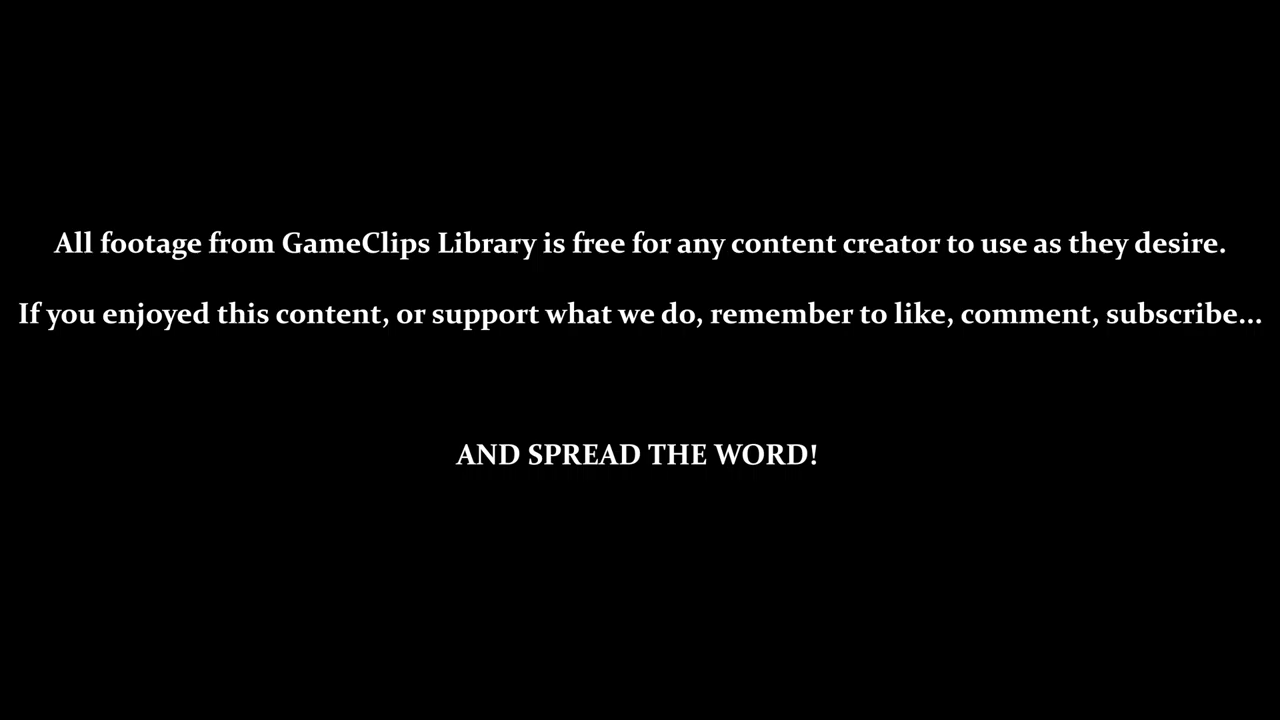 All footage from GameClips Library is free for any content creator to use as they desire.
If you enjoyed this content, or support what we do, remember to like, comment, subscribe...
AND SPREAD THE WORD!